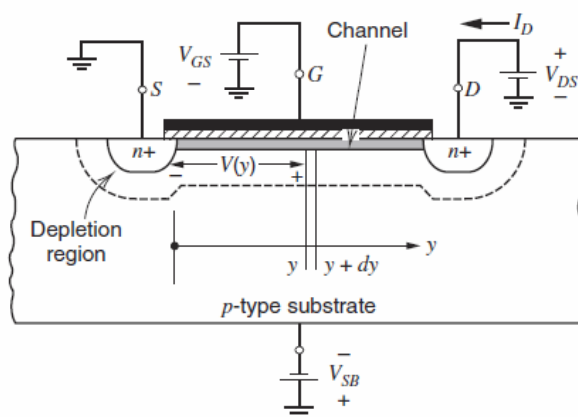 Channel
I_D
V_GS
–
G
S
D
+
V_DS
–
n+
n+
– V(y) +
Depletion
region
y
y y + dy
p-type substrate
–
V_SB
+